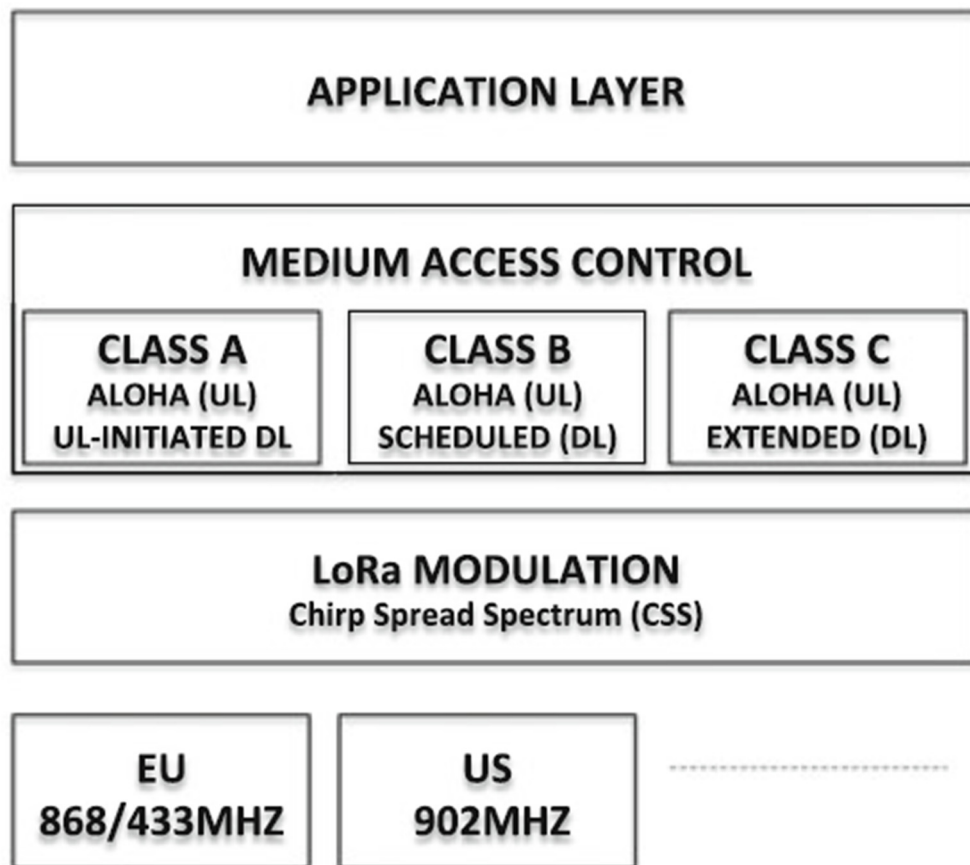 APPLICATION LAYER
MEDIUM ACCESS CONTROL
CLASS A
ALOHA (UL)
UL-INITIATED DL
CLASS B
ALOHA (UL)
SCHEDULED (DL)
CLASS C
ALOHA (UL)
EXTENDED (DL)
LoRa MODULATION
Chirp Spread Spectrum (CSS)
EU
868/433MHZ
US
902MHZ